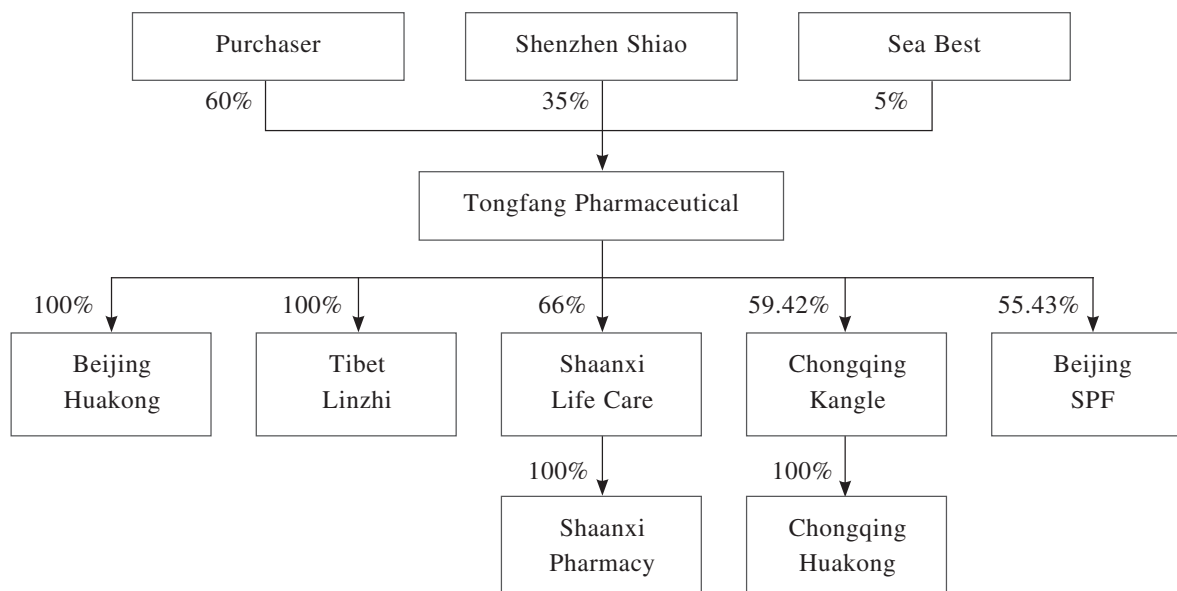 Purchaser
Shenzhen Shiao
Sea Best
60%
35%
5%
Tongfang Pharmaceutical
100%
100%
66%
59.42%
55.43%
Beijing
Huakong
Tibet
Linzhi
Shaanxi
Life Care
Chongqing
Kangle
Beijing
SPF
100%
100%
Shaanxi
Pharmacy
Chongqing
Huakong